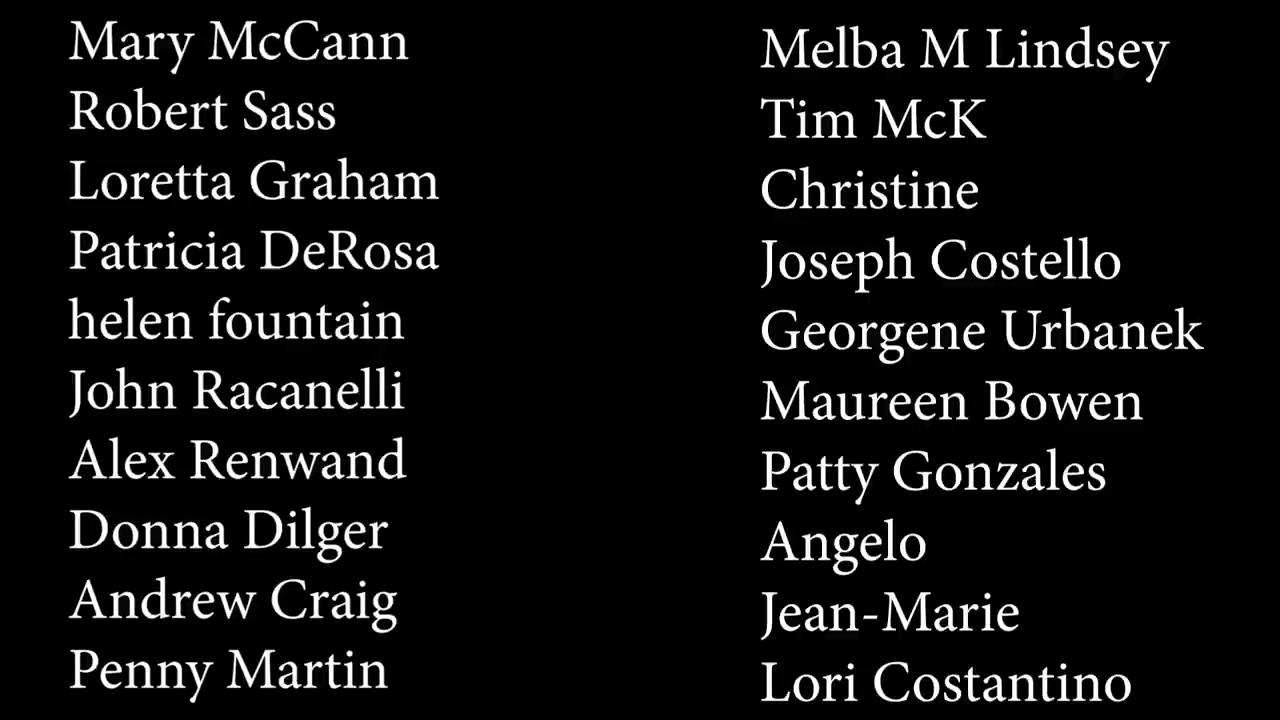 Mary McCann
Robert Sass
Loretta Graham
Patricia DeRosa
helen fountain
John Racanelli
Alex Renwand
Donna Dilger
Andrew Craig
Penny Martin
Melba M Lindsey
Tim McK
Christine
Joseph Costello
Georgene Urbanek
Maureen Bowen
Patty Gonzales
Angelo
Jean-Marie
Lori Costantino